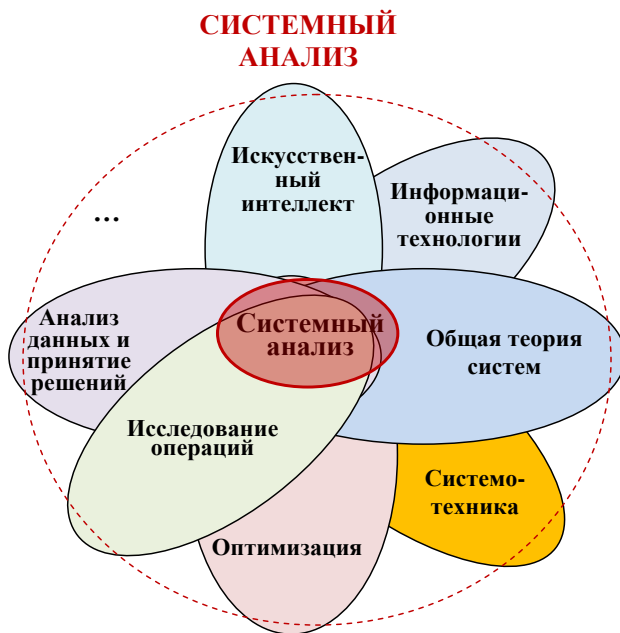 СИСТЕМНЫЙ
АНАЛИЗ
Искусствен-
ный
интеллект
Информаци-
онные
технологии
...
Анализ
данных и
принятие
решений
Системный
анализ
Общая теория
систем
Исследование
операций
Системо-
техника
Оптимизация